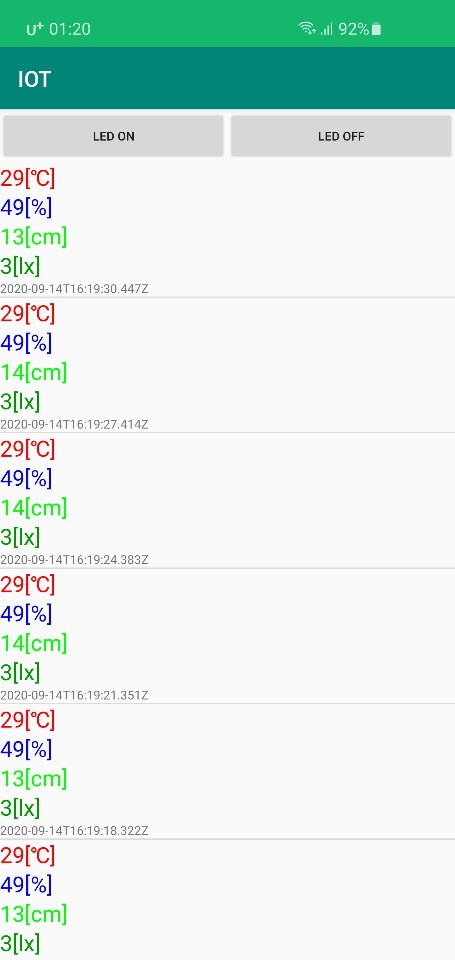 U+ 01:20 92%
IOT
LED ON LED OFF
29[℃]
49[%]
13[cm]
3[lx]
2020-09-14T16:19:30.447Z
29[℃]
49[%]
14[cm]
3[lx]
2020-09-14T16:19:27.414Z
29[℃]
49[%]
14[cm]
3[lx]
2020-09-14T16:19:24.383Z
29[℃]
49[%]
14[cm]
3[lx]
2020-09-14T16:19:21.351Z
29[℃]
49[%]
13[cm]
3[lx]
2020-09-14T16:19:18.322Z
29[℃]
49[%]
13[cm]
3[lx]